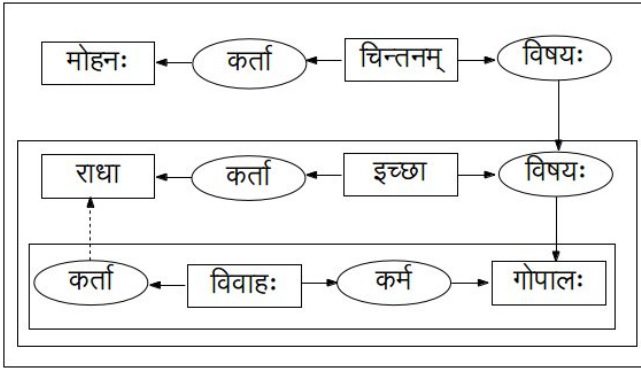 मोहनः कर्ता चिन्तनम् विषयः
राधा कर्ता इच्छा विषयः
कर्ता विवाहः कर्म गोपालः